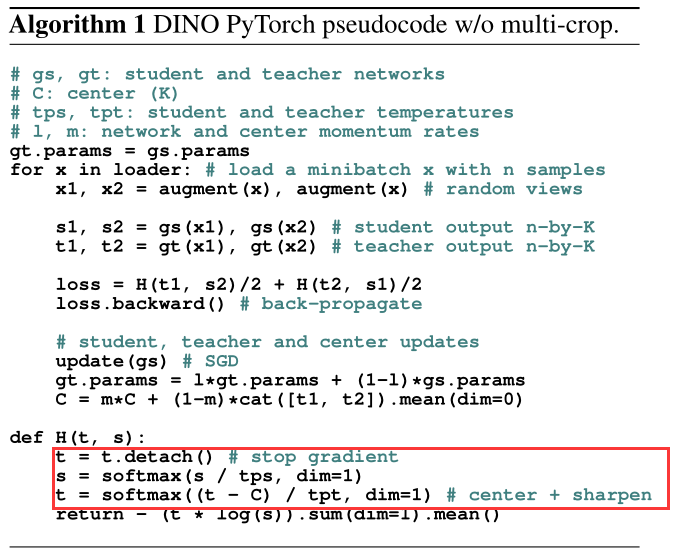 Algorithm 1 DINO PyTorch pseudocode w/o multi-crop.
# gs, gt: student and teacher networks
# C: center (K)
# tps, tpt: student and teacher temperatures
# l, m: network and center momentum rates
gt.params = gs.params
for x in loader: # load a minibatch x with n samples
    x1, x2 = augment(x), augment(x) # random views
    s1, s2 = gs(x1), gs(x2) # student output n-by-K
    t1, t2 = gt(x1), gt(x2) # teacher output n-by-K
    loss = H(t1, s2)/2 + H(t2, s1)/2
    loss.backward() # back-propagate
    # student, teacher and center updates
    update(gs) # SGD
    gt.params = l*gt.params + (1-l)*gs.params
    C = m*C + (1-m)*cat([t1, t2]).mean(dim=0)
def H(t, s):
    t = t.detach() # stop gradient
    s = softmax(s / tps, dim=1)
    t = softmax((t - C) / tpt, dim=1) # center + sharpen
    return - (t * log(s)).sum(dim=1).mean()